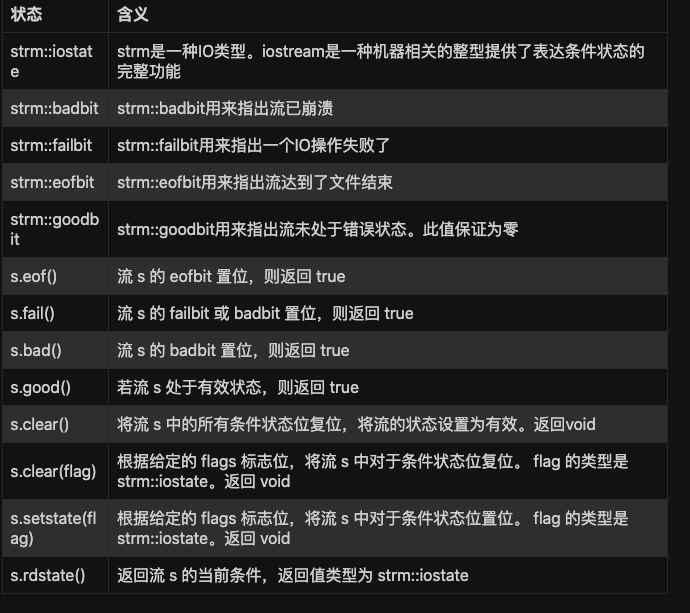 状态 含义
strm::iostat strm是一种IO类型。iostream是一种机器相关的整型提供了表达条件状态的
e 完整功能
strm::badbit strm::badbit用来指出流已崩溃
strm::failbit strm::failbit用来指出一个IO操作失败了
strm::eofbit strm::eofbit用来指出流达到了文件结束
strm::goodb
it strm::goodbit用来指出流未处于错误状态。此值保证为零
s.eof() 流 s 的 eofbit 置位，则返回 true
s.fail() 流 s 的 failbit 或 badbit 置位，则返回 true
s.bad() 流 s 的 badbit 置位，则返回 true
s.good() 若流 s 处于有效状态，则返回 true
s.clear() 将流 s 中的所有条件状态位复位，将流的状态设置为有效。返回void
s.clear(flag) 根据给定的 flags 标志位，将流 s 中对于条件状态位复位。 flag 的类型是
strm::iostate。返回 void
s.setstate(fl 根据给定的 flags 标志位，将流 s 中对于条件状态位置位。 flag 的类型是
ag) strm::iostate。返回 void
s.rdstate() 返回流 s 的当前条件，返回值类型为 strm::iostate